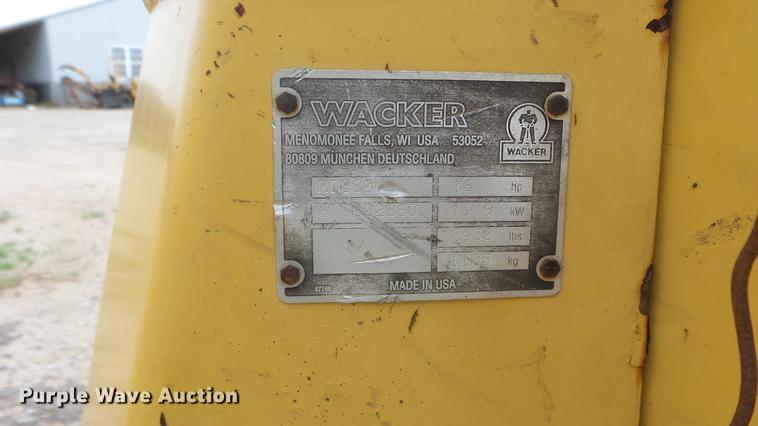 WACKER
MENOMONEE FALLS, WI USA 53052
80809 MÜNCHEN DEUTSCHLAND
WACKER
hp
kW
lbs
kg
87746
MADE IN USA
Purple Wave Auction